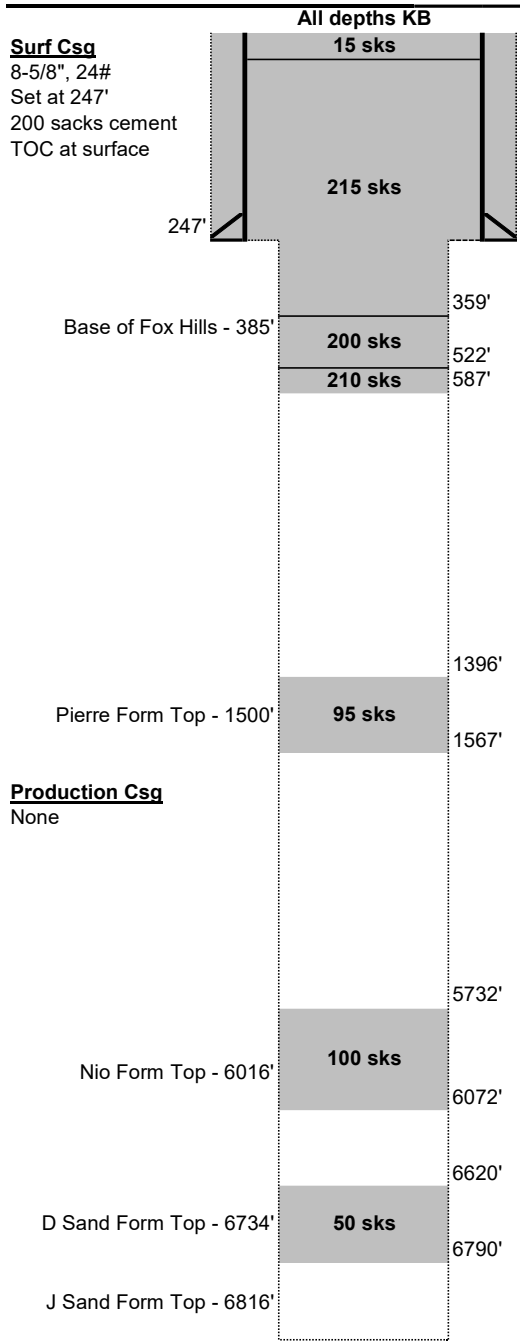 All depths KB
Surf Csg
8-5/8", 24#
Set at 247'
200 sacks cement
TOC at surface
15 sks
215 sks
247'
359'
Base of Fox Hills - 385'
200 sks
522'
210 sks
587'
1396'
Pierre Form Top - 1500'
95 sks
1567'
Production Csg
None
5732'
100 sks
Nio Form Top - 6016'
6072'
6620'
D Sand Form Top - 6734'
50 sks
6790'
J Sand Form Top - 6816'